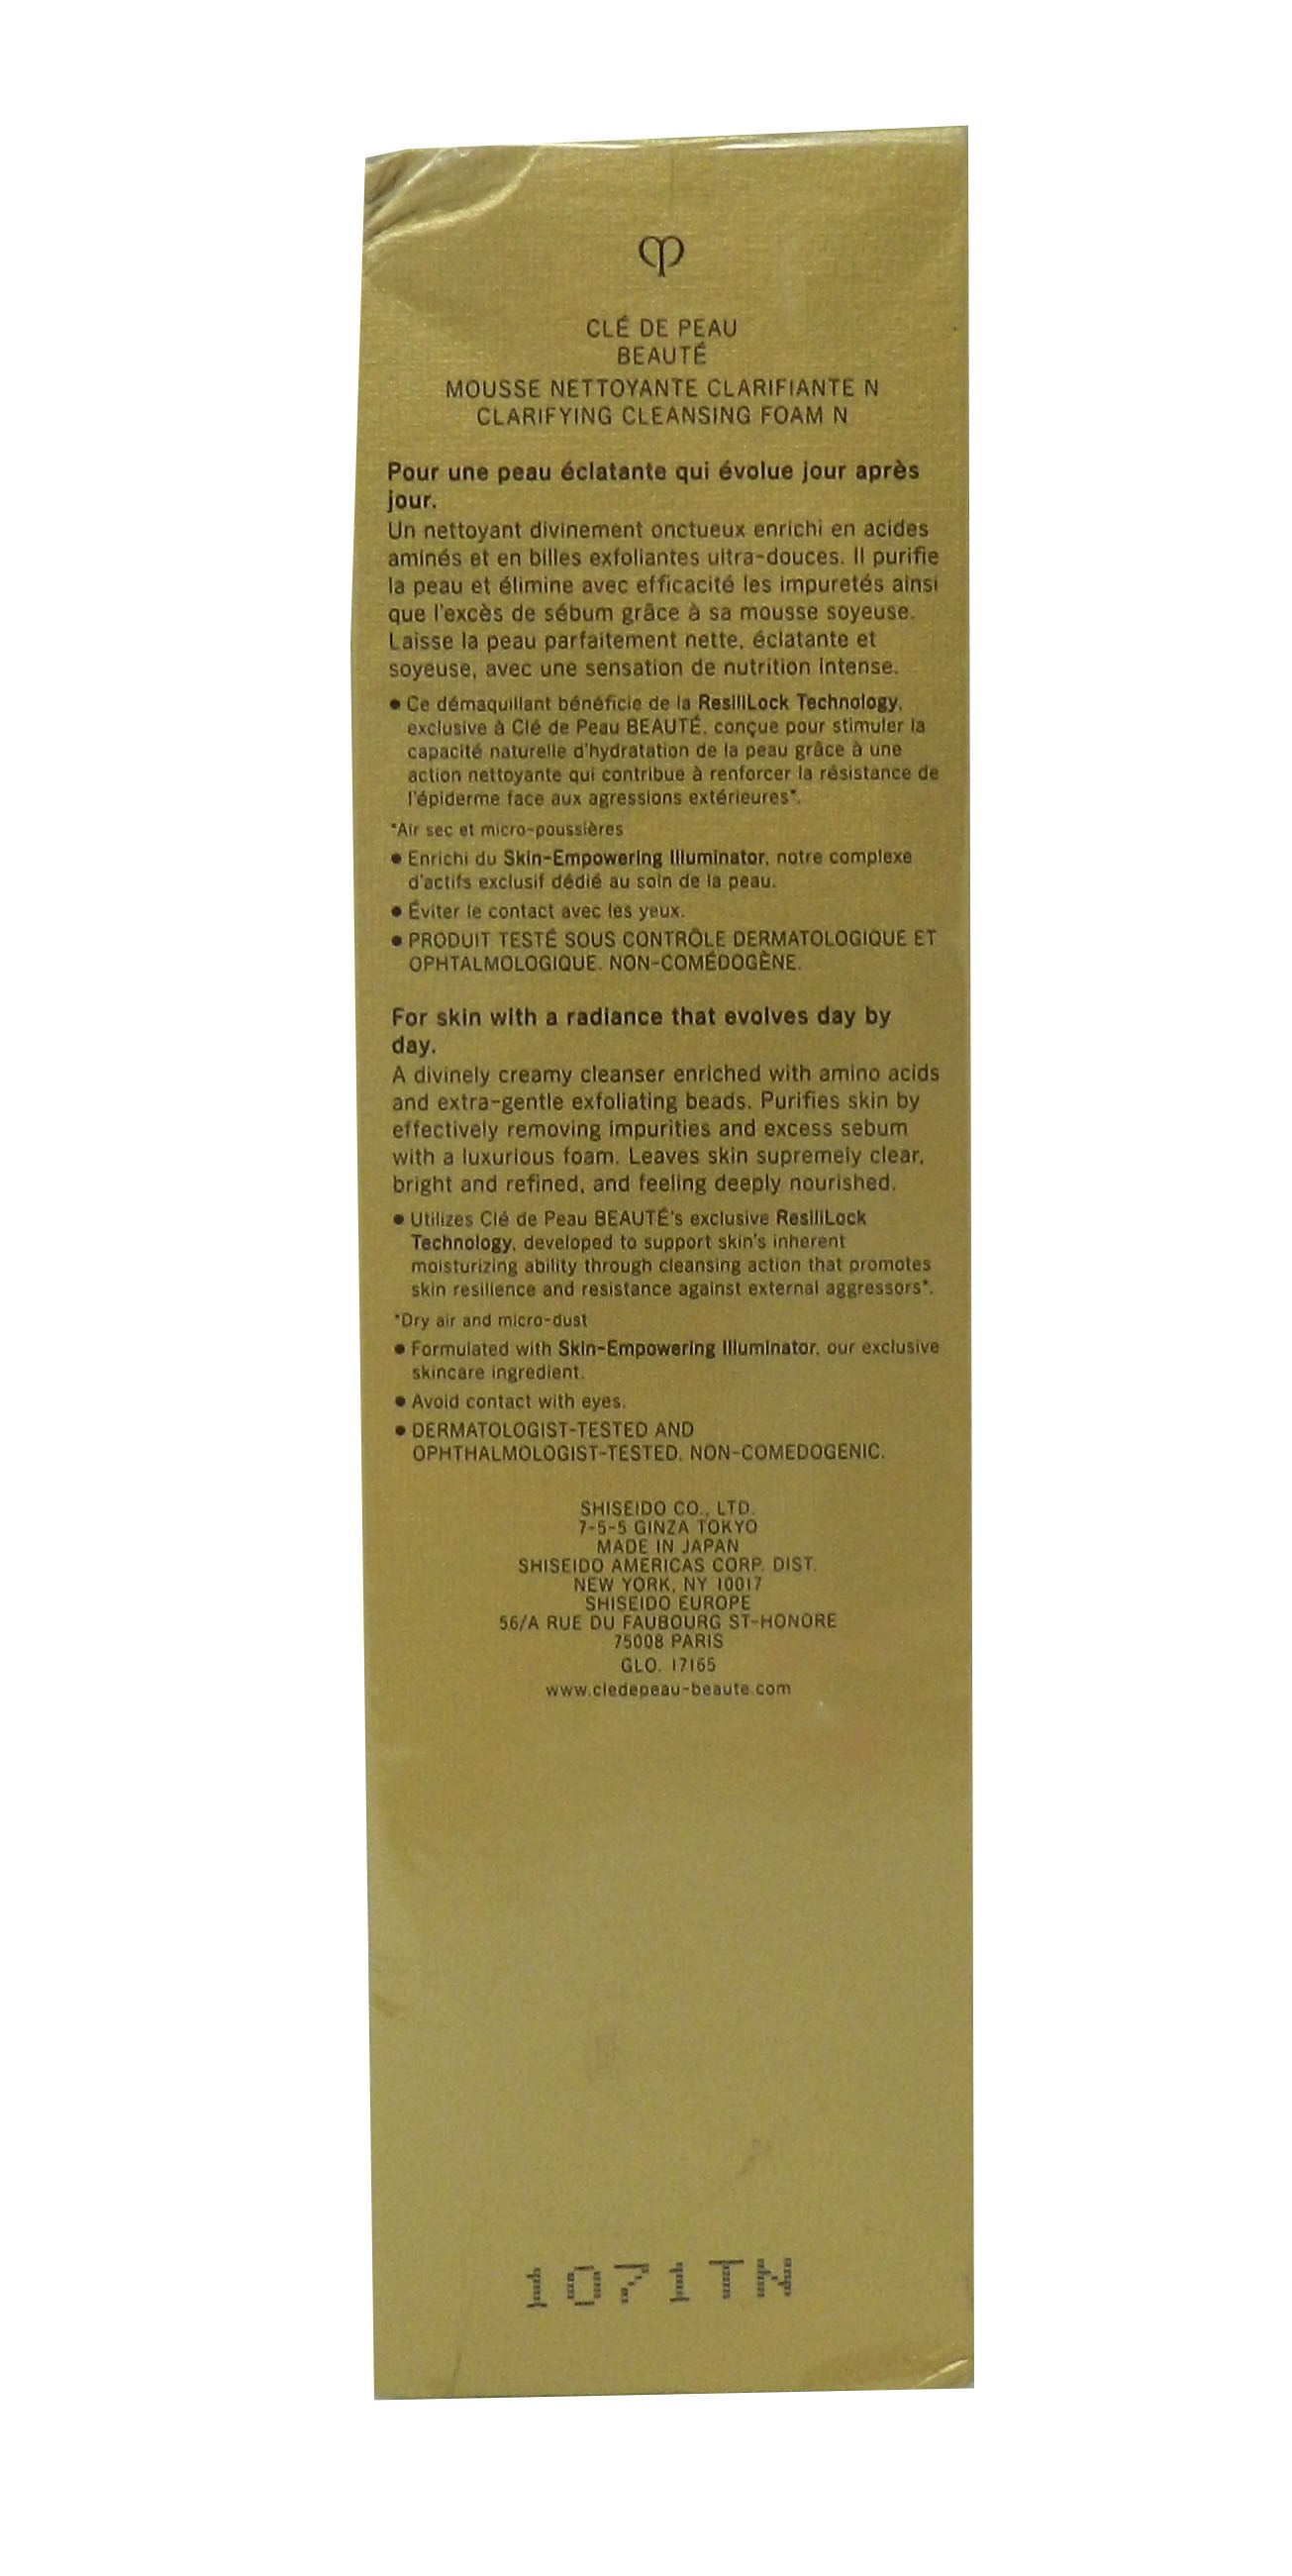 CLÉ DE PEAU
BEAUTÉ
MOUSSE NETTOYANTE CLARIFIANTE N
CLARIFYING CLEANSING FOAM N
Pour une peau éclatante qui évolue jour après
jour.
Un nettoyant divinement onctueux enrichi en acides
aminés et en billes exfoliantes ultra-douces. Il purifie
la peau et élimine avec efficacité les impuretés ainsi
que l'excès de sébum grâce à sa mousse soyeuse.
Laisse la peau parfaitement nette, éclatante et
soyeuse, avec une sensation de nutrition intense.
● Ce démaquillant bénéficie de la ResiliLock Technology,
exclusive à Clé de Peau BEAUTÉ, conçue pour stimuler la
capacité naturelle d'hydratation de la peau grâce à une
action nettoyante qui contribue à renforcer la résistance de
l'épiderme face aux agressions extérieures*.
*Air sec et micro-poussières
● Enrichi du Skin-Empowering Illuminator, notre complexe
d'actifs exclusif dédié au soin de la peau.
● Éviter le contact avec les yeux.
● PRODUIT TESTÉ SOUS CONTRÔLE DERMATOLOGIQUE ET
OPHTALMOLOGIQUE. NON-COMÉDOGÈNE.
For skin with a radiance that evolves day by
day.
A divinely creamy cleanser enriched with amino acids
and extra-gentle exfoliating beads. Purifies skin by
effectively removing impurities and excess sebum
with a luxurious foam. Leaves skin supremely clear,
bright and refined, and feeling deeply nourished.
● Utilizes Clé de Peau BEAUTÉ's exclusive ResiliLock
Technology, developed to support skin's inherent
moisturizing ability through cleansing action that promotes
skin resilience and resistance against external aggressors*.
*Dry air and micro-dust
● Formulated with Skin-Empowering Illuminator, our exclusive
skincare ingredient.
● Avoid contact with eyes.
● DERMATOLOGIST-TESTED AND
OPHTHALMOLOGIST-TESTED. NON-COMEDOGENIC.
SHISEIDO CO., LTD.
7-5-5 GINZA TOKYO
MADE IN JAPAN
SHISEIDO AMERICAS CORP. DIST.
NEW YORK, NY 10017
SHISEIDO EUROPE
56/A RUE DU FAUBOURG ST-HONORE
75008 PARIS
GLO. 17165
www.cledepeau-beaute.com
1071TN